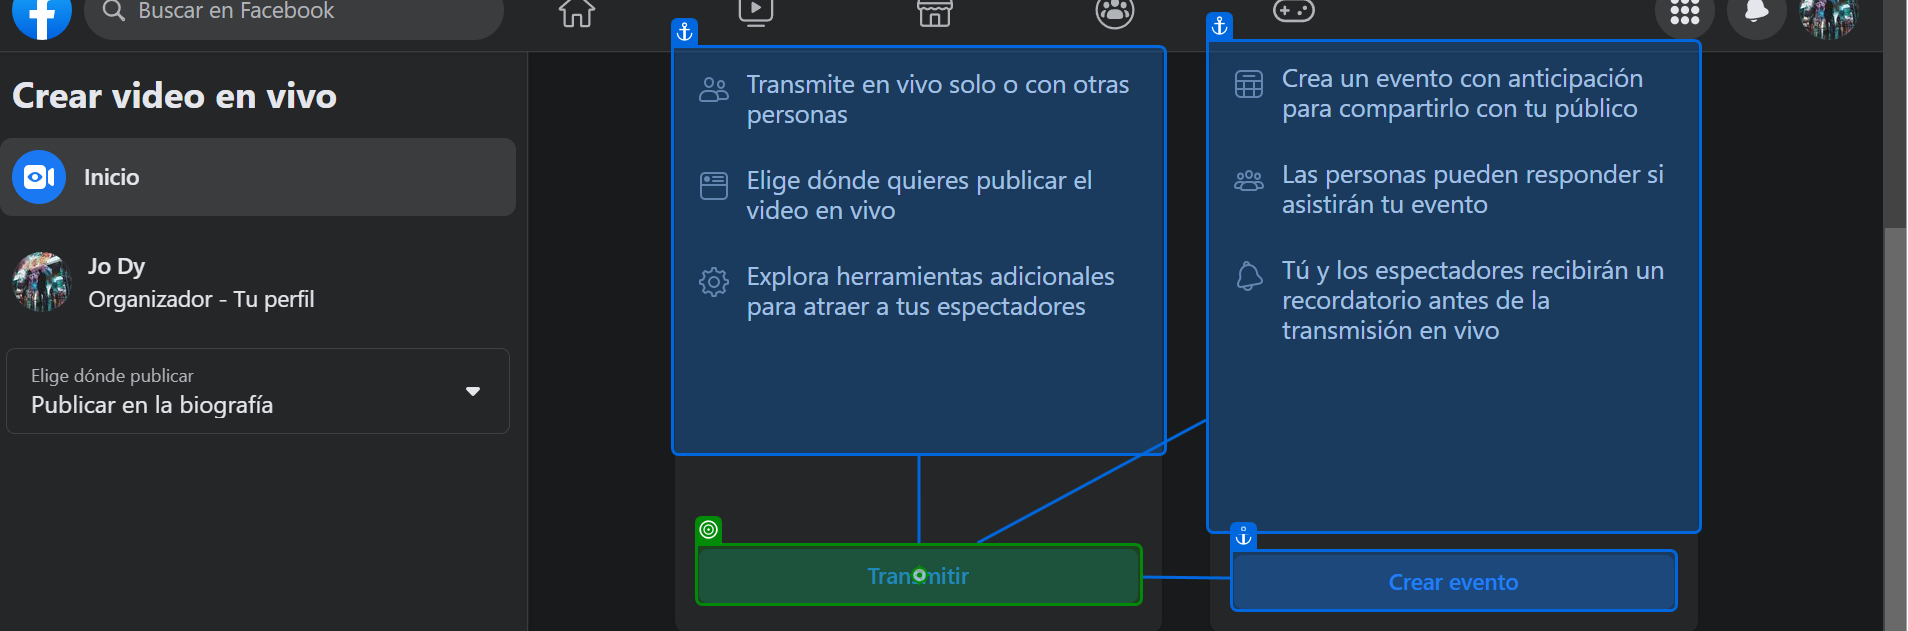 Buscar en Facebook
Crear video en vivo
Inicio
Jo Dy
Organizador - Tu perfil
Elige dónde publicar
Publicar en la biografía
Transmite en vivo solo o con otras
personas
Elige dónde quieres publicar el
video en vivo
Explora herramientas adicionales
para atraer a tus espectadores
Transmitir
Crea un evento con anticipación
para compartirlo con tu público
Las personas pueden responder si
asistirán tu evento
Tú y los espectadores recibirán un
recordatorio antes de la
transmisión en vivo
Crear evento